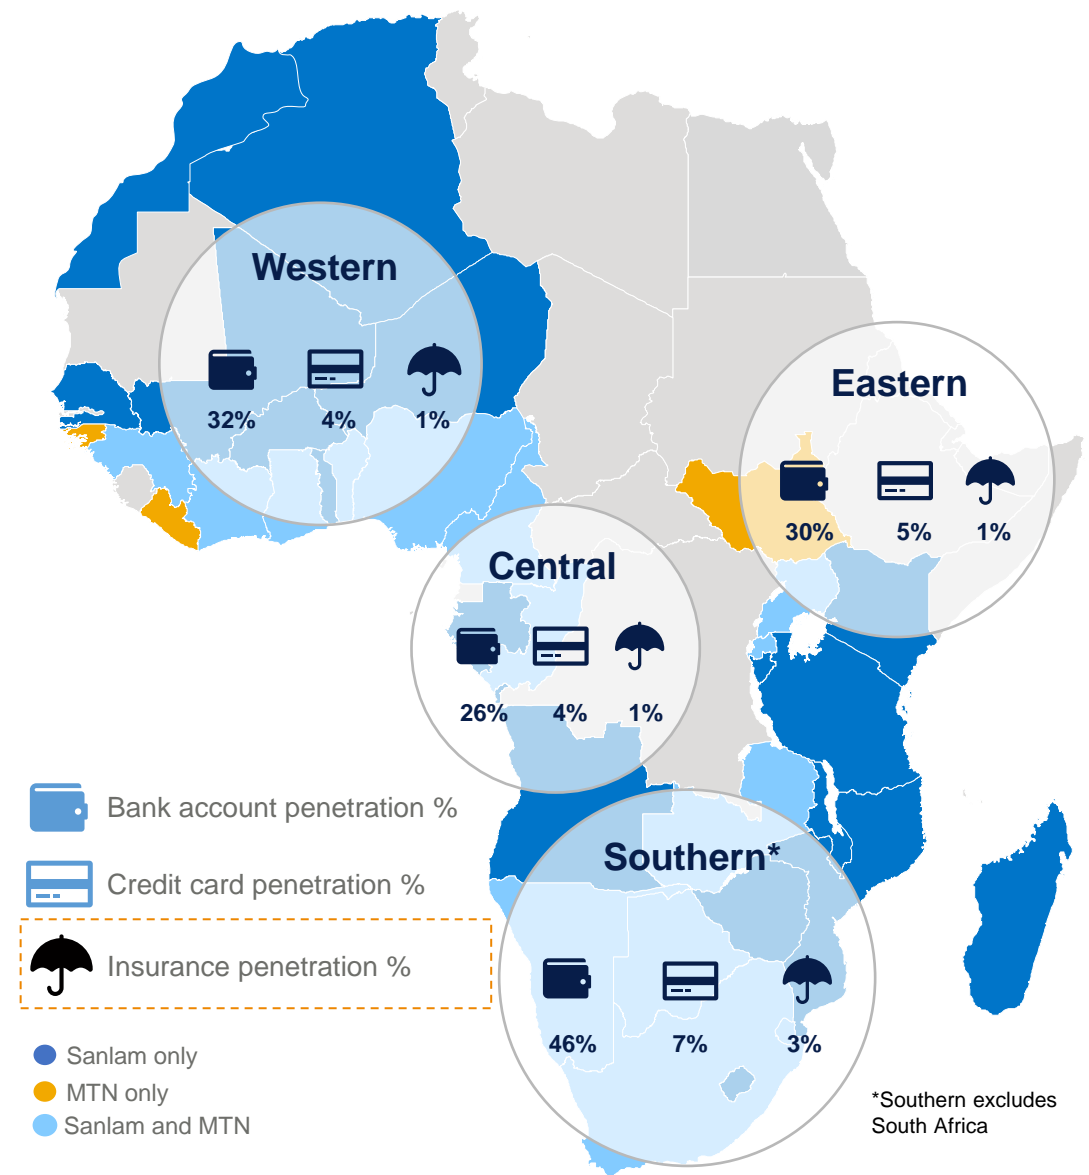 Western
32%
4%
1%
Eastern
30%
5%
1%
Central
26%
4%
1%
Southern*
46%
7%
3%
Bank account penetration %
Credit card penetration %
Insurance penetration %
Sanlam only
MTN only
Sanlam and MTN
*Southern excludes
South Africa